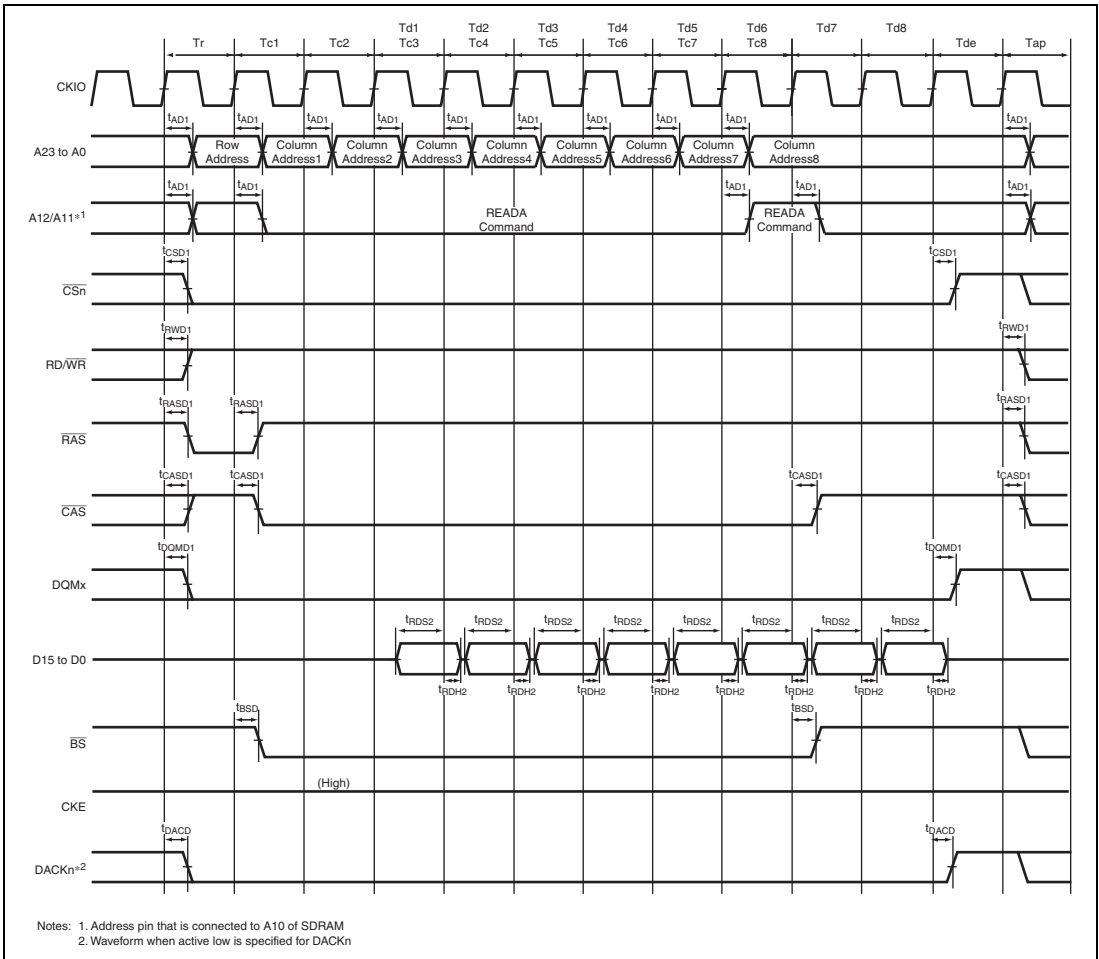 Td1 Td2 Td3 Td4 Td5 Td6
Tr Tc1 Tc2 Tc3 Tc4 Tc5 Tc6 Tc7 Tc8 Td7 Td8 Tde Tap
CKIO
tAD1 tAD1 tAD1 tAD1 tAD1 tAD1 tAD1 tAD1 tAD1 tAD1
A23 to A0
Row Address
Column Address1
Column Address2
Column Address3
Column Address4
Column Address5
Column Address6
Column Address7
Column Address8
tAD1 tAD1 tAD1 tAD1 tAD1
A12/A11*1
READA Command
READA Command
tCSD1 tCSD1
CSn
tRWD1 tRWD1
RD/WR
tRASD1 tRASD1 tRASD1
RAS
tCASD1 tCASD1 tCASD1 tCASD1
CAS
tDQMD1 tDQMD1
DQMx
tRDS2 tRDS2 tRDS2 tRDS2 tRDS2 tRDS2 tRDS2 tRDS2
D15 to D0
tRDH2 tRDH2 tRDH2 tRDH2 tRDH2 tRDH2 tRDH2 tRDH2
tBSD tBSD
BS
(High)
CKE
tDACD tDACD
DACKn*2
Notes: 1. Address pin that is connected to A10 of SDRAM
2. Waveform when active low is specified for DACKn